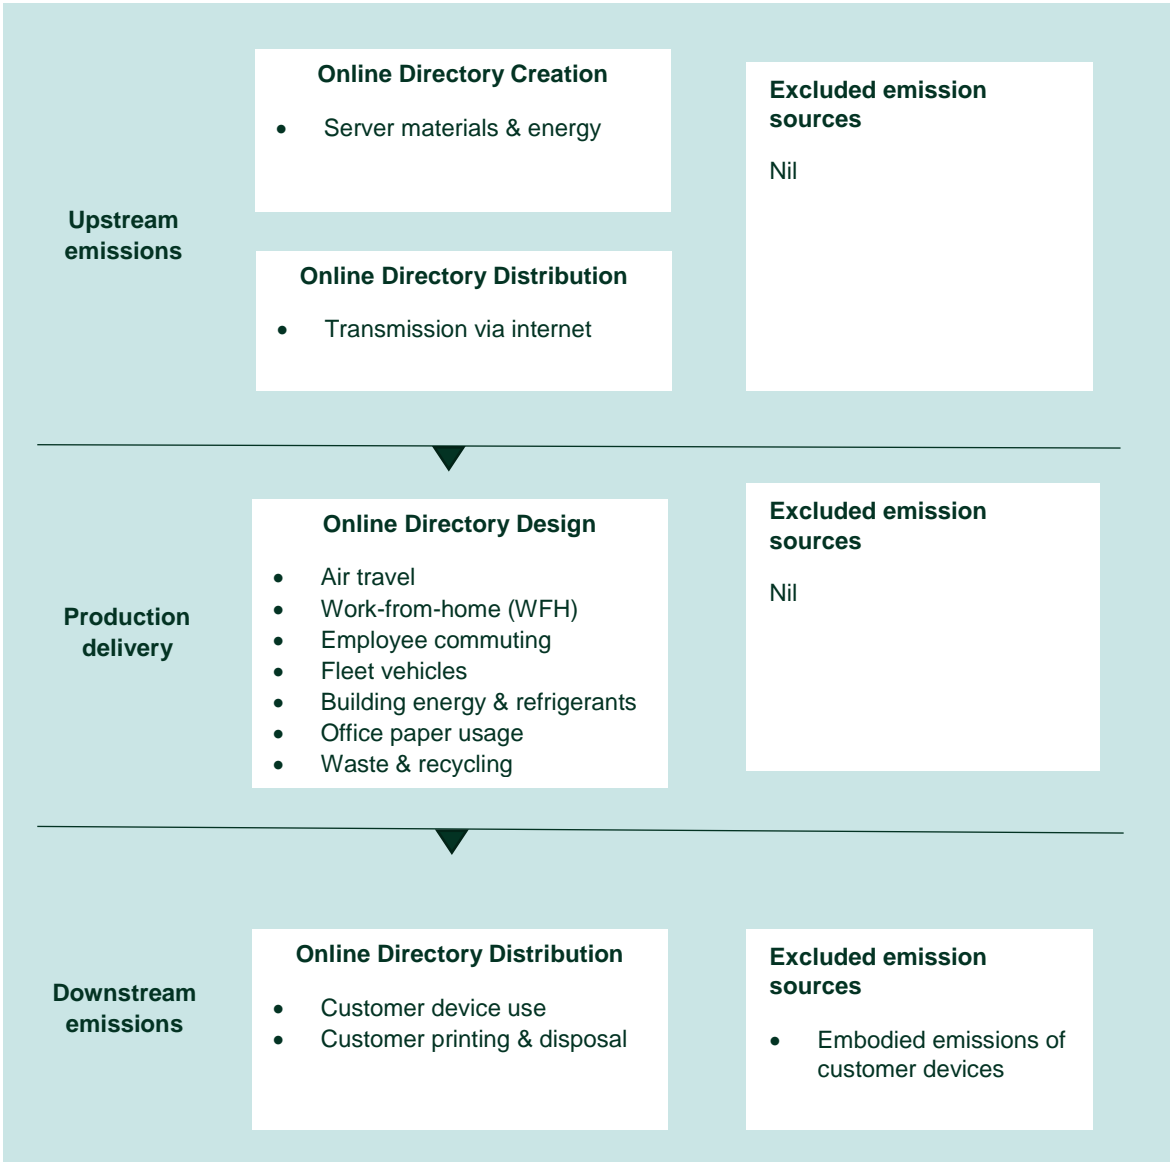 Upstream
emissions
Online Directory Creation
• Server materials & energy
Online Directory Distribution
• Transmission via internet
Excluded emission
sources
Nil
Production
delivery
Online Directory Design
• Air travel
• Work-from-home (WFH)
• Employee commuting
• Fleet vehicles
• Building energy & refrigerants
• Office paper usage
• Waste & recycling
Excluded emission
sources
Nil
Downstream
emissions
Online Directory Distribution
• Customer device use
• Customer printing & disposal
Excluded emission
sources
• Embodied emissions of
customer devices